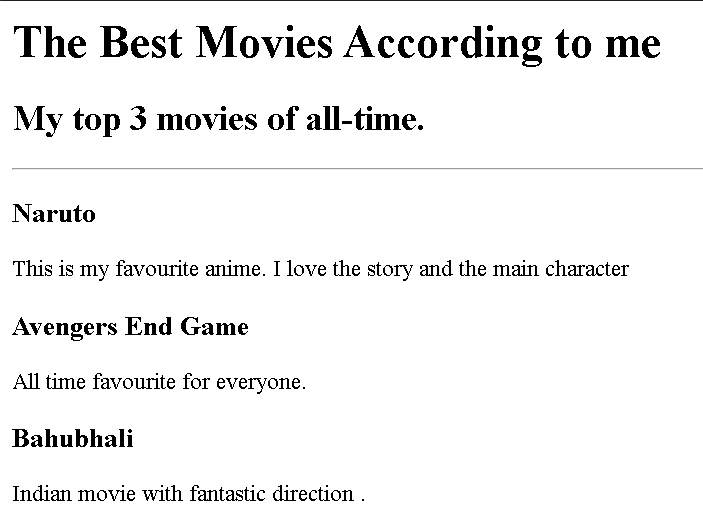 The Best Movies According to me
My top 3 movies of all-time.
Naruto
This is my favourite anime. I love the story and the main character
Avengers End Game
All time favourite for everyone.
Bahubhali
Indian movie with fantastic direction .